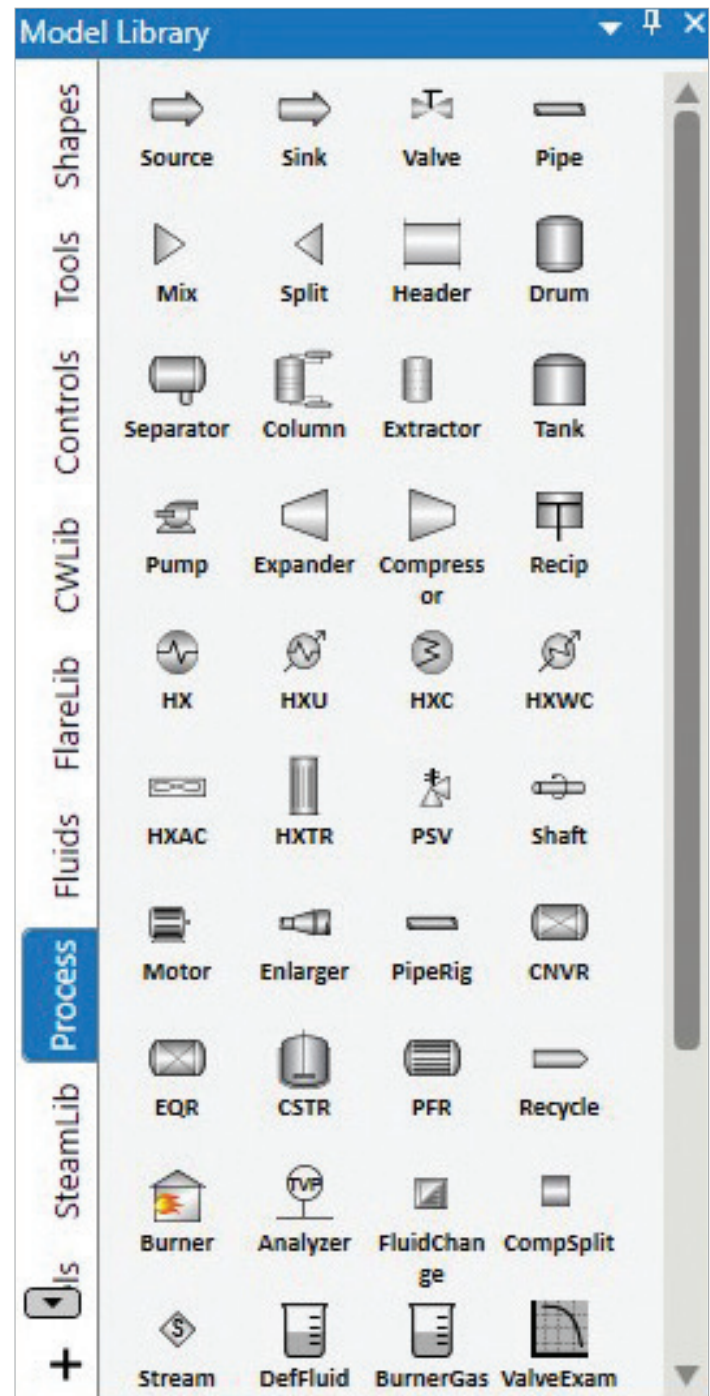 Model Library
Shapes
Tools
Controls
CWLib
FlareLib
Fluids
Process
SteamLib
ls
Source Sink Valve Pipe
Mix Split Header Drum
Separator Column Extractor Tank
Pump Expander Compress Recip
or
HX HXU HXC HXWC
HXAC HXTR PSV Shaft
Motor Enlarger PipeRig CNVR
EQR CSTR PFR Recycle
TVP
Burner Analyzer FluidChan CompSplit
ge
S
Stream DefFluid BurnerGas ValveExam